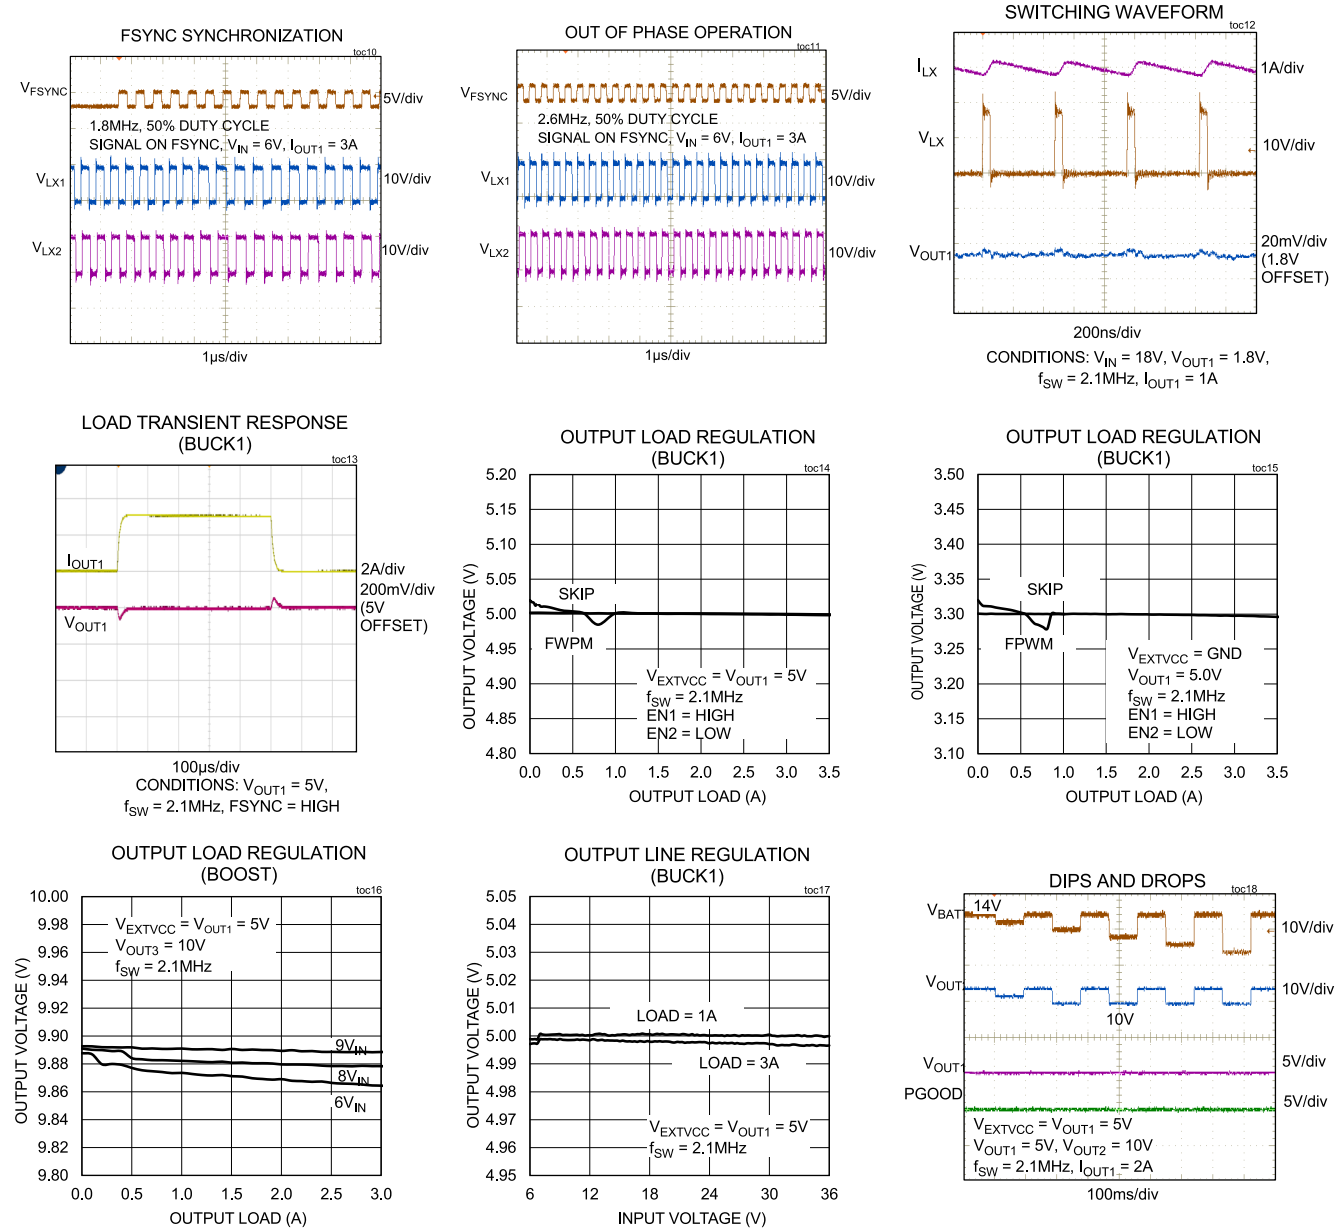 FSYNC SYNCHRONIZATION
toc10
VFSYNC
5V/div
1.8MHz, 50% DUTY CYCLE
SIGNAL ON FSYNC, VIN = 6V, IOUT1 = 3A
VLX1
10V/div
VLX2
10V/div
1µs/div
OUT OF PHASE OPERATION
toc11
VFSYNC
5V/div
2.6MHz, 50% DUTY CYCLE
SIGNAL ON FSYNC, VIN = 6V, IOUT1 = 3A
VLX1
10V/div
VLX2
10V/div
1µs/div
SWITCHING WAVEFORM
toc12
ILX
1A/div
VLX
10V/div
VOUT1
20mV/div
(1.8V
OFFSET)
200ns/div
CONDITIONS: VIN = 18V, VOUT1 = 1.8V,
fSW = 2.1MHz, IOUT1 = 1A
LOAD TRANSIENT RESPONSE
(BUCK1)
toc13
IOUT1
2A/div
200mV/div
(5V
OFFSET)
VOUT1
100µs/div
CONDITIONS: VOUT1 = 5V,
fSW = 2.1MHz, FSYNC = HIGH
OUTPUT LOAD REGULATION
(BUCK1)
toc14
5.20
5.15
5.10
5.05
5.00
4.95
4.90
4.85
4.80
OUTPUT VOLTAGE (V)
SKIP
FWPM
VEXTVCC = VOUT1 = 5V
fSW = 2.1MHz
EN1 = HIGH
EN2 = LOW
0.0 0.5 1.0 1.5 2.0 2.5 3.0 3.5
OUTPUT LOAD (A)
OUTPUT LOAD REGULATION
(BUCK1)
toc15
3.50
3.45
3.40
3.35
3.30
3.25
3.20
3.15
3.10
OUTPUT VOLTAGE (V)
SKIP
FPWM
VEXTVCC = GND
VOUT1 = 5.0V
fSW = 2.1MHz
EN1 = HIGH
EN2 = LOW
0.0 0.5 1.0 1.5 2.0 2.5 3.0 3.5
OUTPUT LOAD (A)
OUTPUT LOAD REGULATION
(BOOST)
toc16
10.00
9.98
9.96
9.94
9.92
9.90
9.88
9.86
9.84
9.82
9.80
OUTPUT VOLTAGE (V)
VEXTVCC = VOUT1 = 5V
VOUT3 = 10V
fSW = 2.1MHz
9VIN
8VIN
6VIN
0.0 0.5 1.0 1.5 2.0 2.5 3.0
OUTPUT LOAD (A)
OUTPUT LINE REGULATION
(BUCK1)
toc17
5.05
5.04
5.03
5.02
5.01
5.00
4.99
4.98
4.97
4.96
4.95
OUTPUT VOLTAGE (V)
LOAD = 1A
LOAD = 3A
VEXTVCC = VOUT1 = 5V
fSW = 2.1MHz
6 12 18 24 30 36
INPUT VOLTAGE (V)
DIPS AND DROPS
toc18
14V
VBAT
10V/div
VOUT
10V/div
10V
VOUT1
5V/div
PGOOD
5V/div
VEXTVCC = VOUT1 = 5V
VOUT1 = 5V, VOUT2 = 10V
fSW = 2.1MHz, IOUT1 = 2A
100ms/div